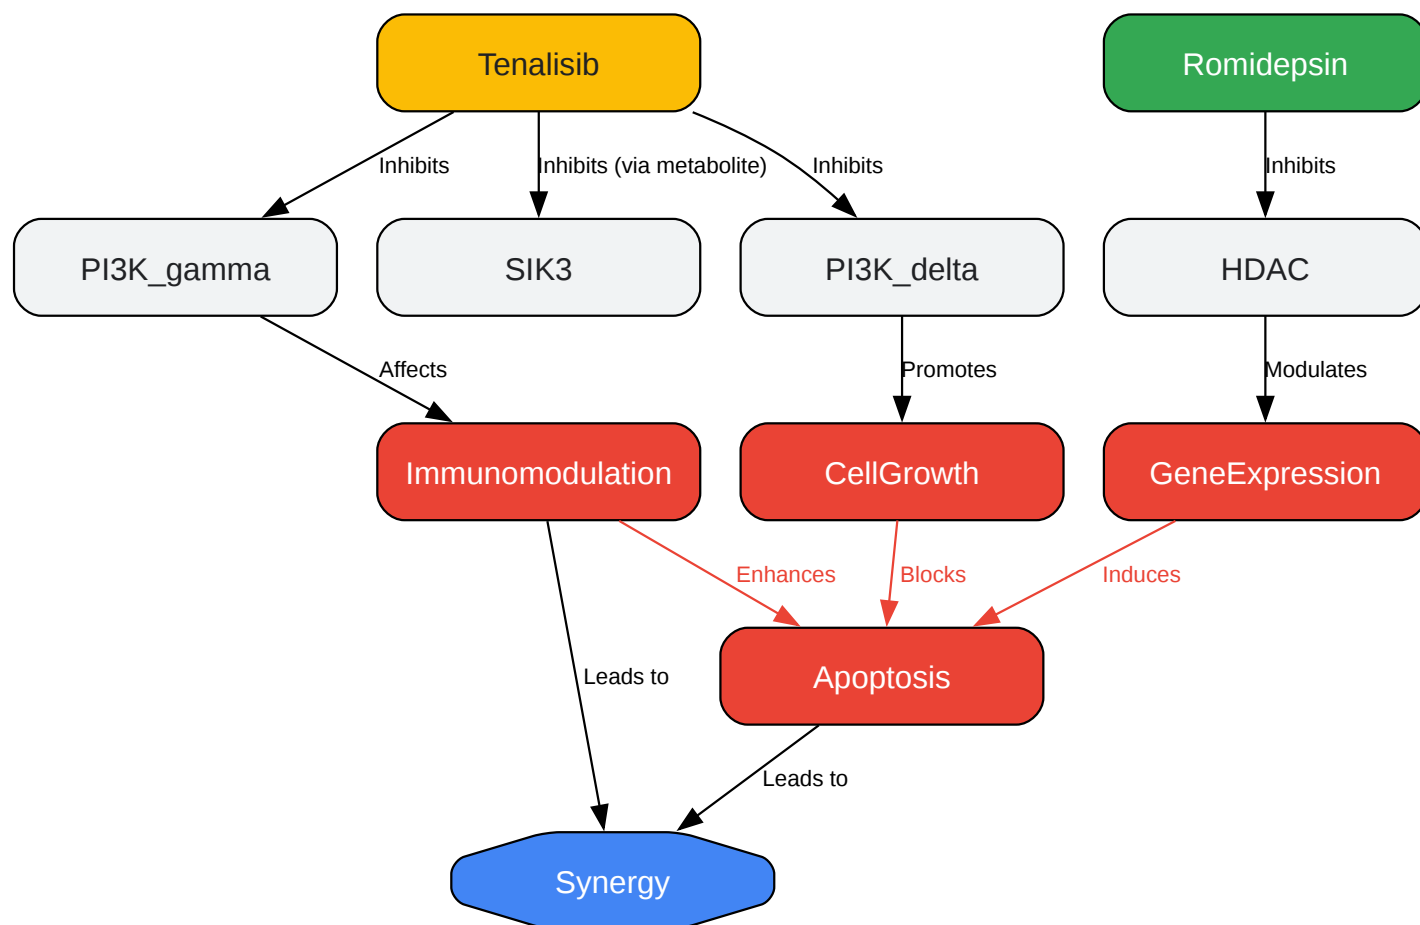 Tenalisib
Romidepsin
Inhibits
Inhibits (via metabolite)
Inhibits
Inhibits
PI3K_gamma
SIK3
PI3K_delta
HDAC
Affects
Promotes
Modulates
Immunomodulation
CellGrowth
GeneExpression
Enhances
Blocks
Induces
Leads to
Apoptosis
Leads to
Synergy